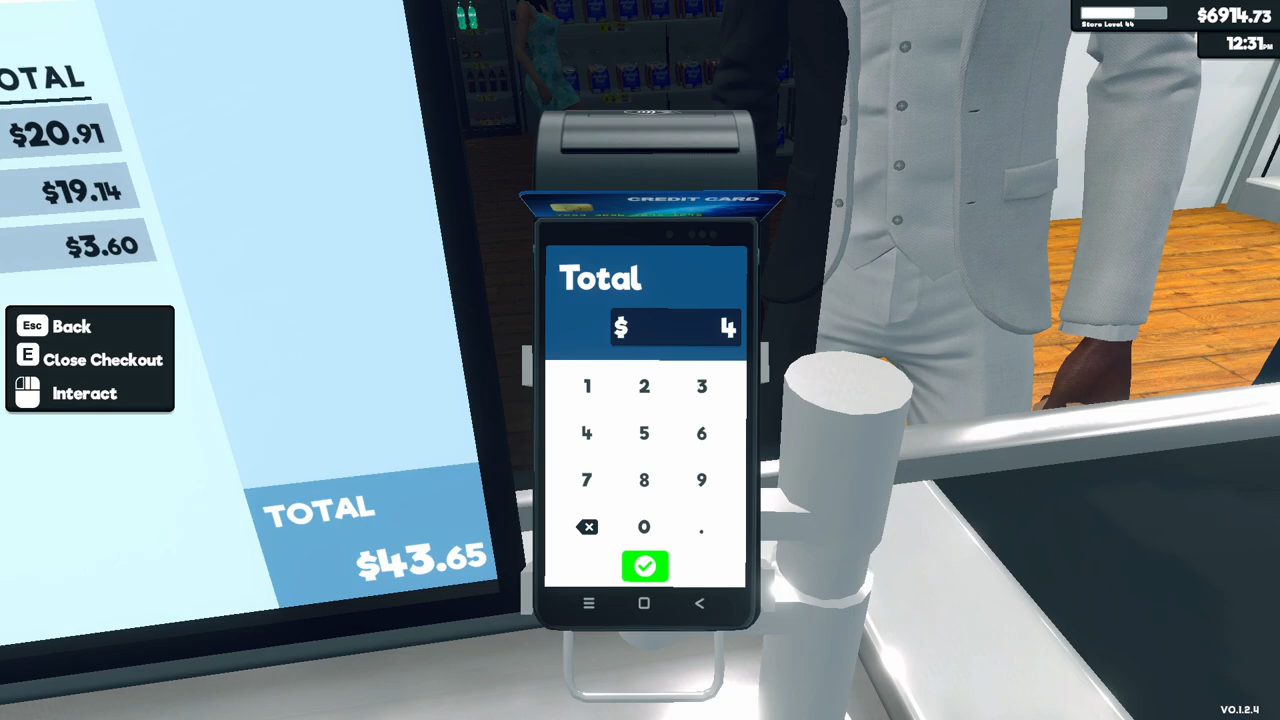 OTAL
$20.91
$19.14
$3.60
Esc Back
E Close Checkout
Interact
TOTAL
$43.65
CREDIT CARD
Total
$ 4
1 2 3
4 5 6
7 8 9
0 .
Store Level 44
$6914.73
12:31PM
V0.1.2.4